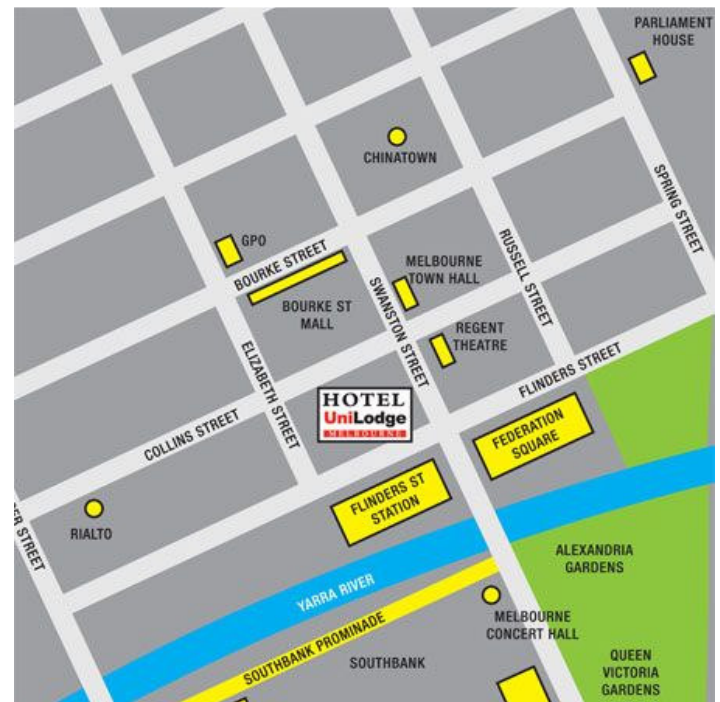 PARLIAMENT
HOUSE
CHINATOWN
SPRING STREET
GPO
BOURKE STREET
MELBOURNE
TOWN HALL
RUSSELL STREET
BOURKE ST
MALL
SWANSTON STREET
REGENT
THEATRE
ELIZABETH STREET
FLINDERS STREET
HOTEL
UniLodge
MELBOURNE
COLLINS STREET
FEDERATION
SQUARE
FLINDERS ST
STATION
RIALTO
ER STREET
YARRA RIVER
ALEXANDRIA
GARDENS
SOUTHBANK PROMINADE
MELBOURNE
CONCERT HALL
SOUTHBANK
QUEEN
VICTORIA
GARDENS